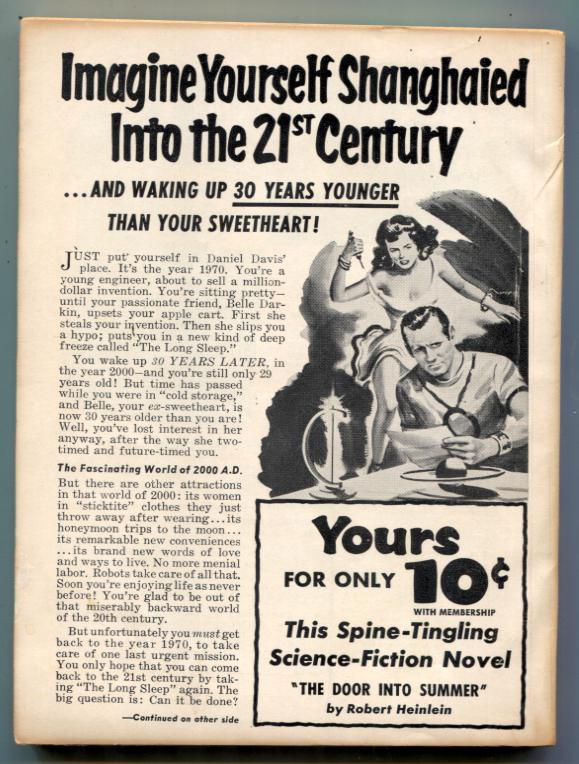 Imagine Yourself Shanghaied
Into the 21ST Century
...AND WAKING UP 30 YEARS YOUNGER
THAN YOUR SWEETHEART!
JUST put yourself in Daniel Davis'
place. It's the year 1970. You're a
young engineer, about to sell a million-
dollar invention. You're sitting pretty—
until your passionate friend, Belle Dar-
kin, upsets your apple cart. First she
steals your invention. Then she slips you
a hypo; puts you in a new kind of deep
freeze called "The Long Sleep."
You wake up 30 YEARS LATER, in
the year 2000—and you're still only 29
years old! But time has passed
while you were in "cold storage,"
and Belle, your ex-sweetheart, is
now 30 years older than you are!
Well, you've lost interest in her
anyway, after the way she two-
timed and future-timed you.
The Fascinating World of 2000 A.D.
But there are other attractions
in that world of 2000: its women
in "sticktite" clothes they just
throw away after wearing...its
honeymoon trips to the moon...
its remarkable new conveniences
...its brand new words of love
and ways to live. No more menial
labor. Robots take care of all that.
Soon you're enjoying life as never
before! You're glad to be out of
that miserably backward world
of the 20th century.
But unfortunately you must get
back to the year 1970, to take
care of one last urgent mission.
You only hope that you can come
back to the 21st century by tak-
ing "The Long Sleep" again. The
big question is: Can it be done?
—Continued on other side
Yours
FOR ONLY 10¢
WITH MEMBERSHIP
This Spine-Tingling
Science-Fiction Novel
"THE DOOR INTO SUMMER"
by Robert Heinlein